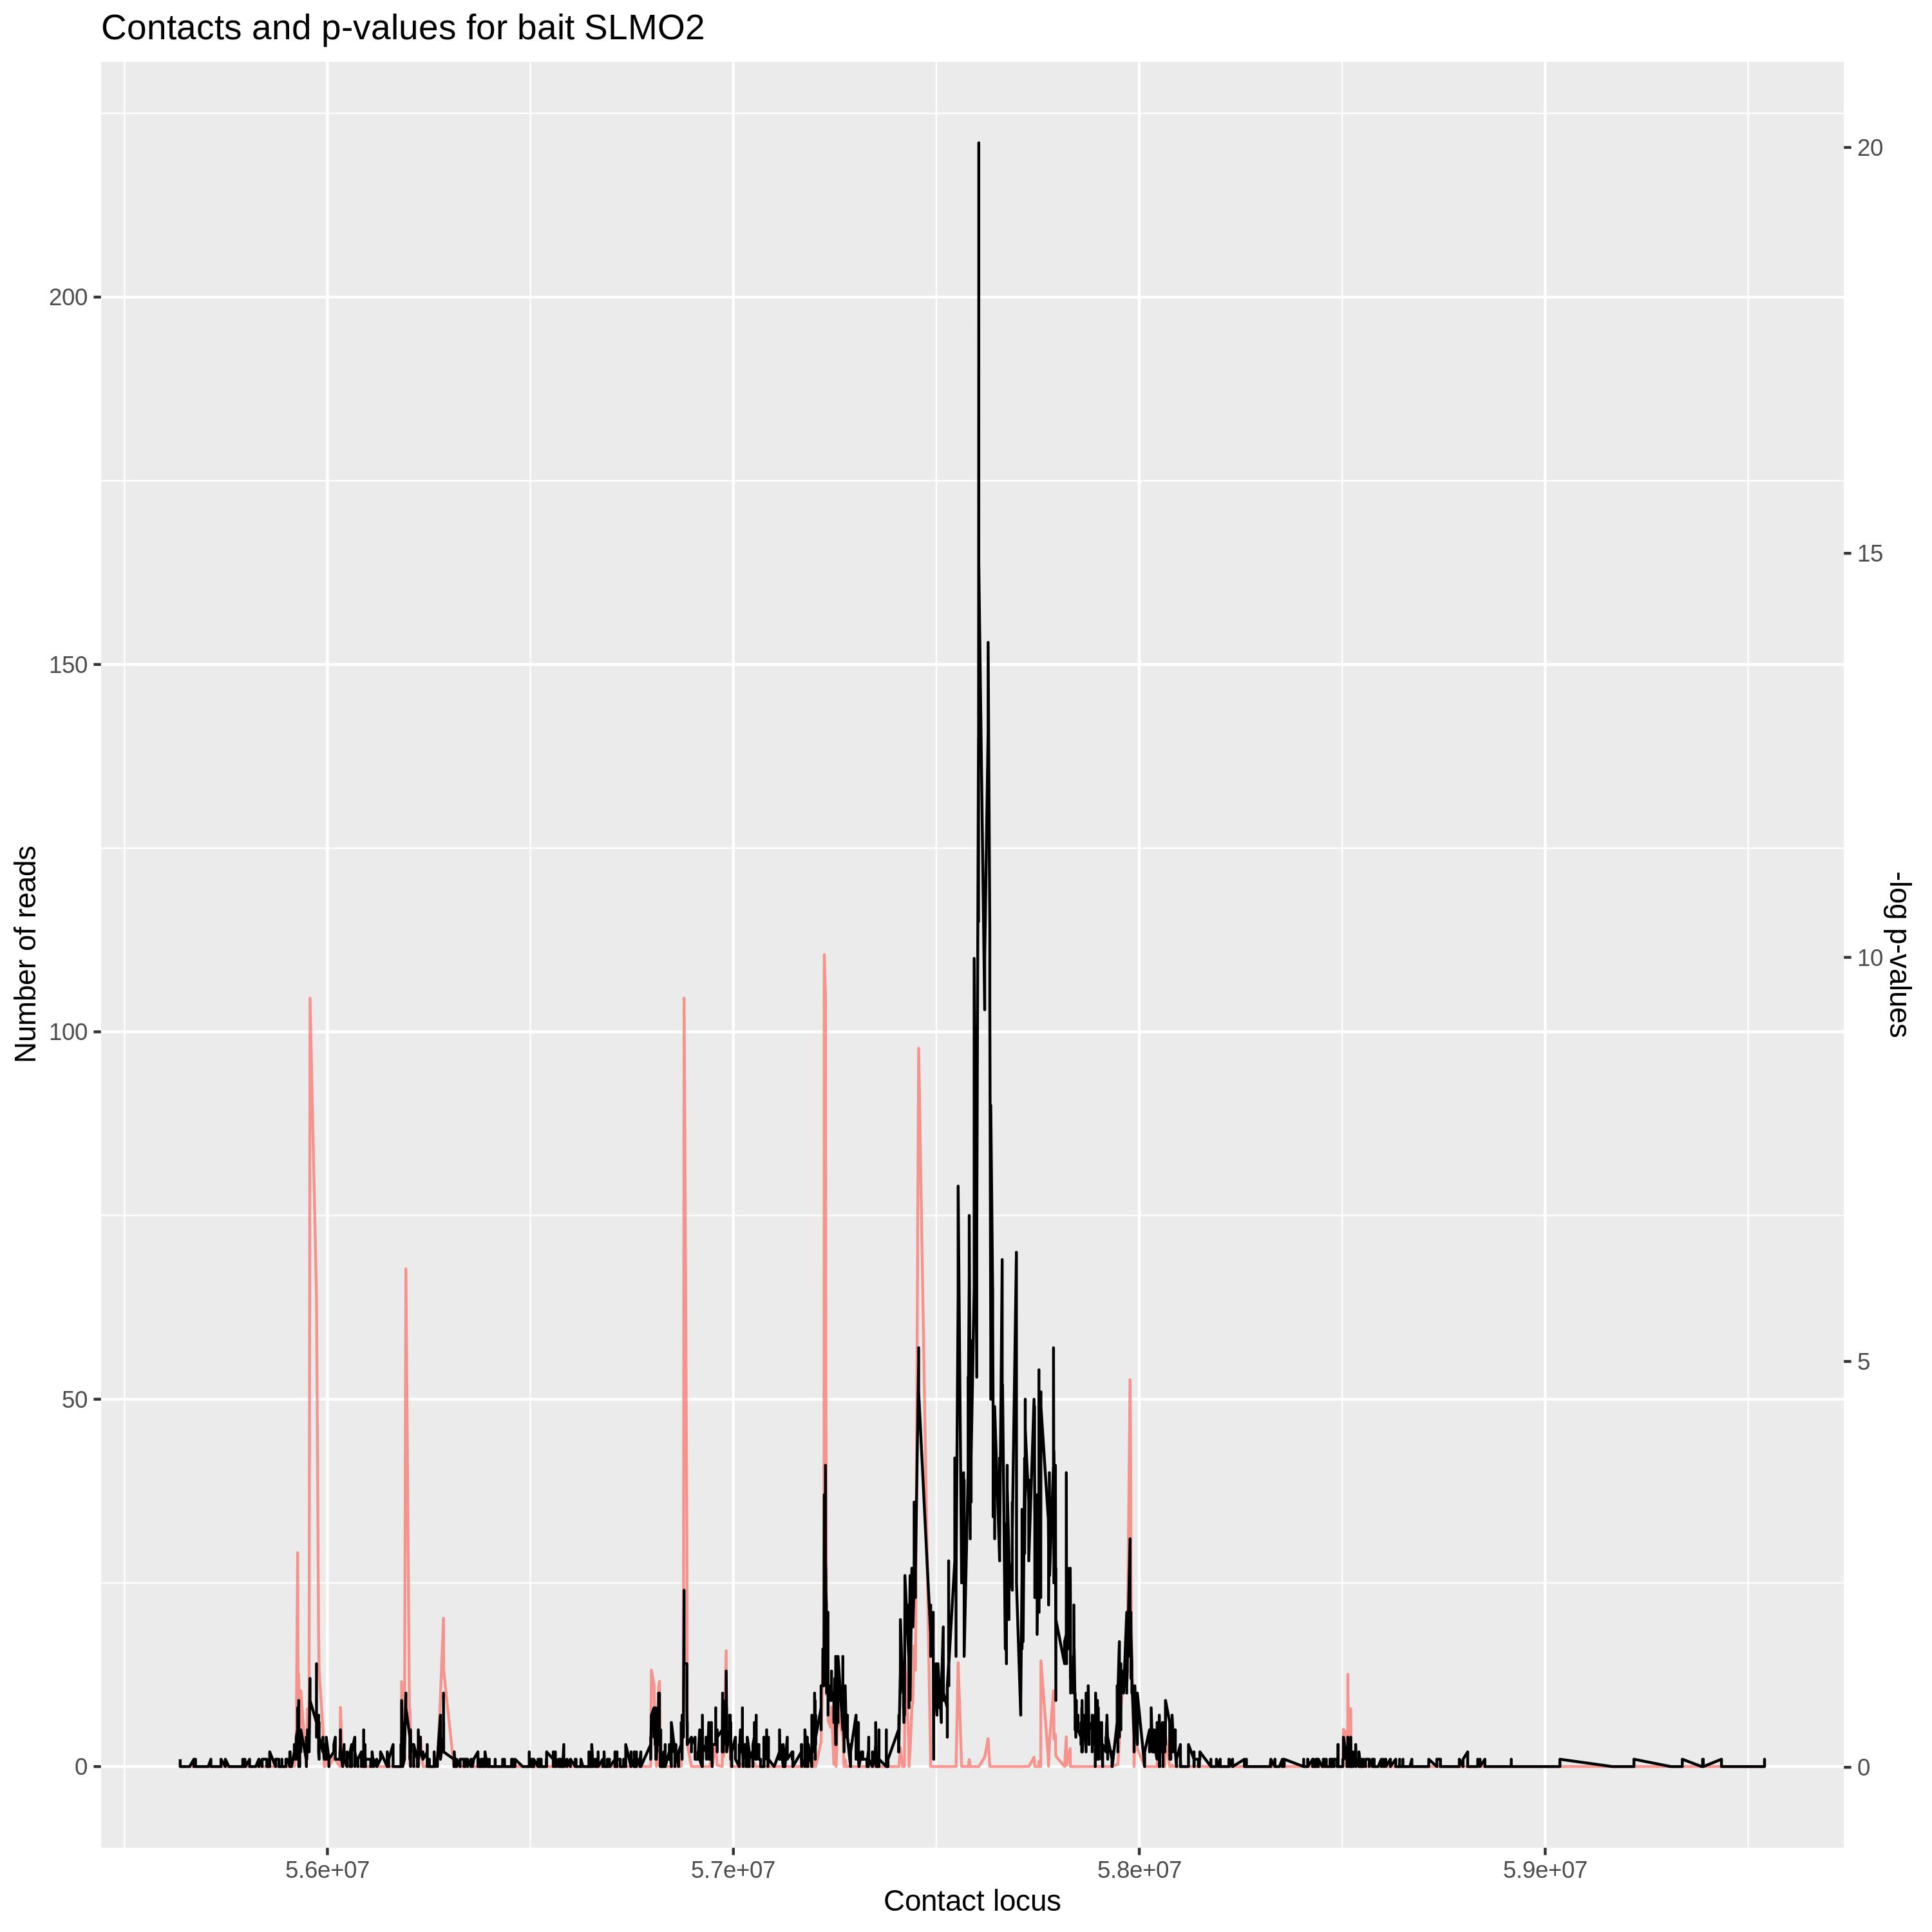 Contacts and p-values for bait SLMO2
200
150
100
50
0
Number of reads
20
15
10
5
0
-log p-values
5.6e+07
5.7e+07
5.8e+07
5.9e+07
Contact locus